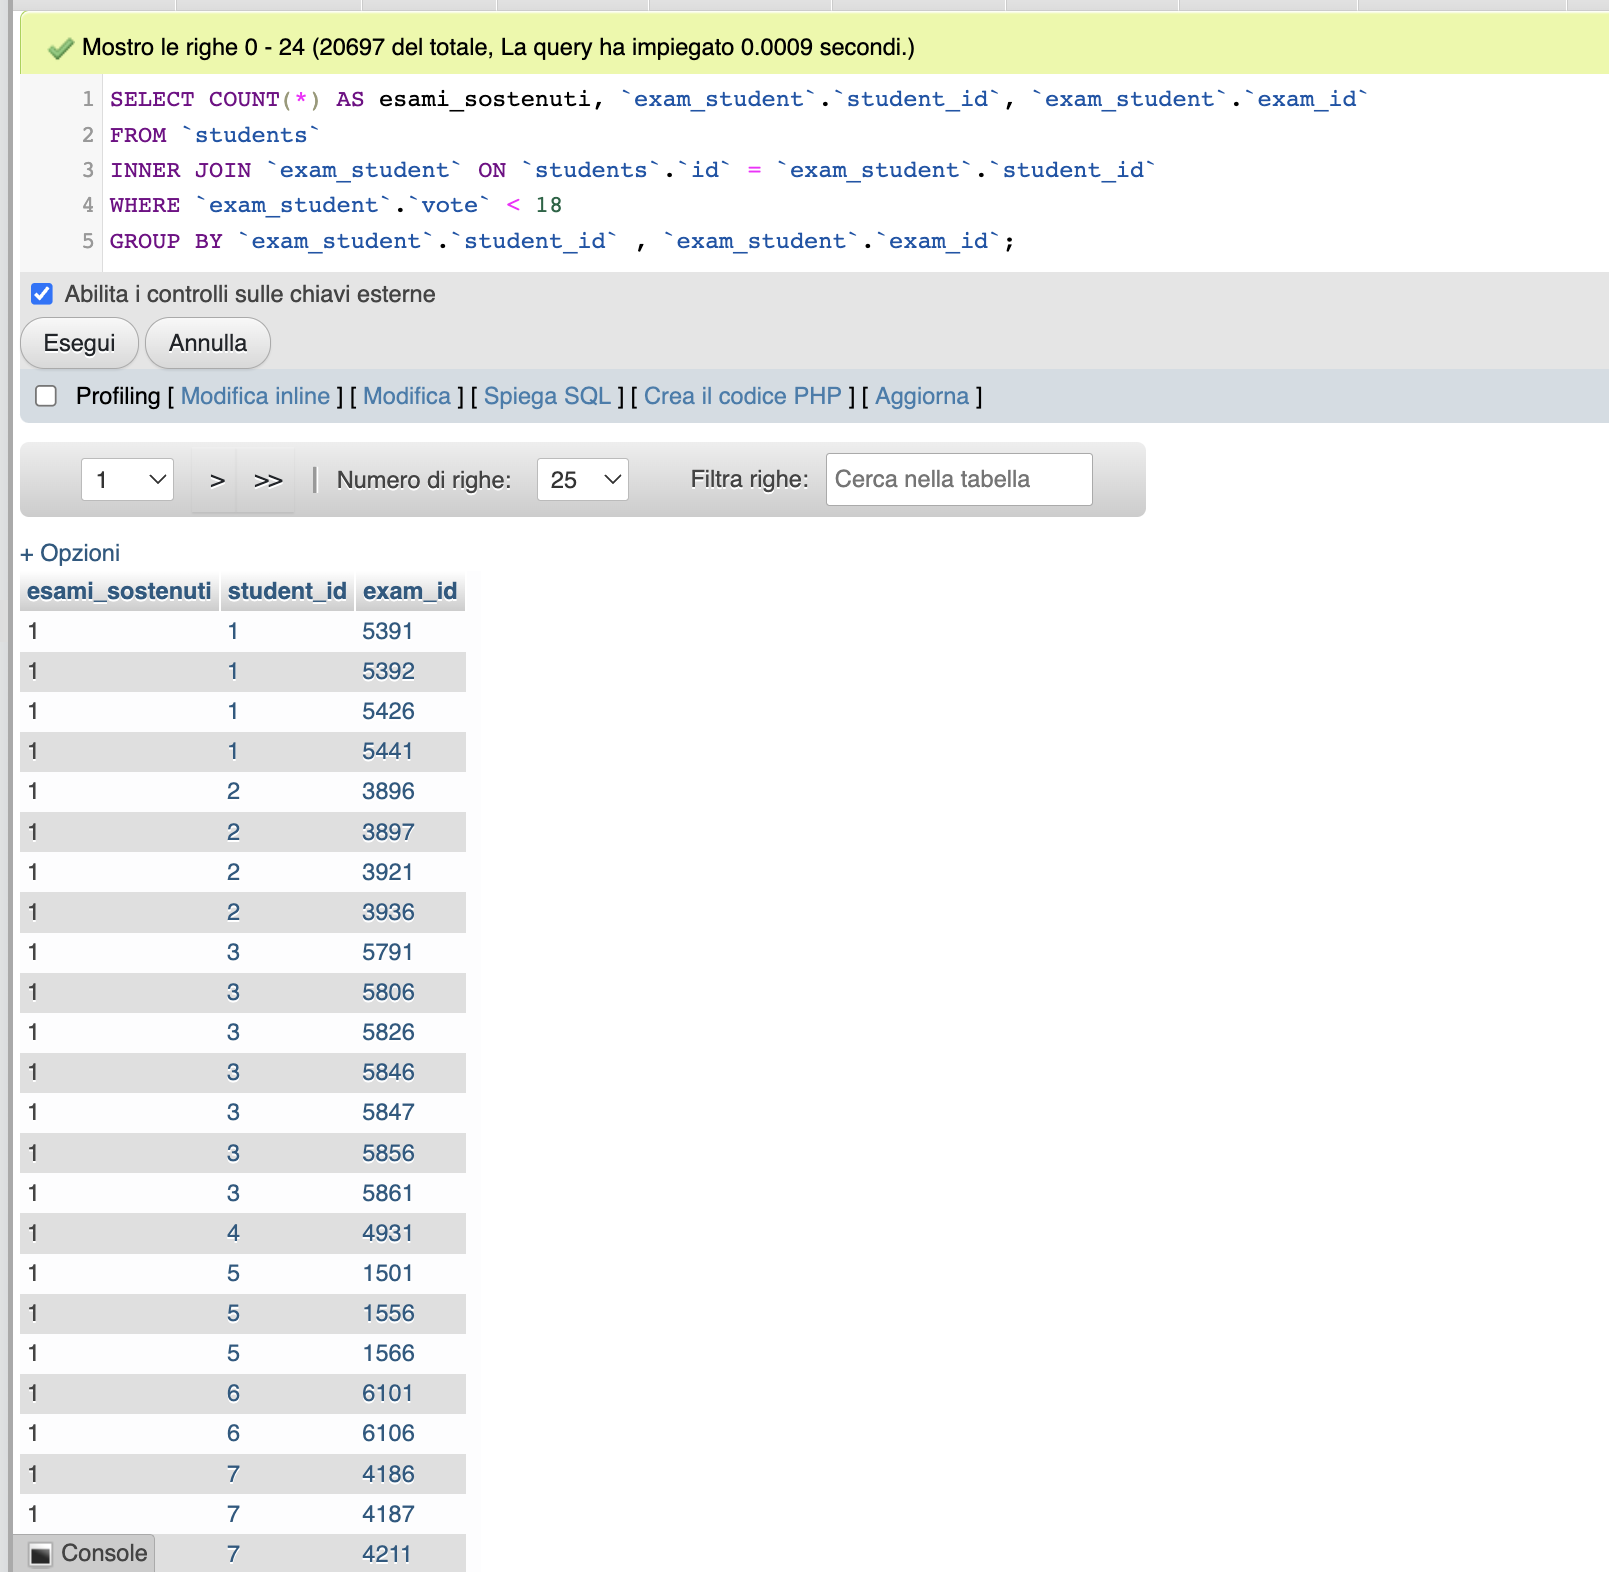 Mostro le righe 0 - 24 (20697 del totale, La query ha impiegato 0.0009 secondi.)
1 SELECT COUNT(*) AS esami_sostenuti, `exam_student`.`student_id`, `exam_student`.`exam_id`
2 FROM `students`
3 INNER JOIN `exam_student` ON `students`.`id` = `exam_student`.`student_id`
4 WHERE `exam_student`.`vote` < 18
5 GROUP BY `exam_student`.`student_id` , `exam_student`.`exam_id`;
Abilita i controlli sulle chiavi esterne
Esegui Annulla
Profiling [ Modifica inline ] [ Modifica ] [ Spiega SQL ] [ Crea il codice PHP ] [ Aggiorna ]
1 > >> | Numero di righe: 25 Filtra righe: Cerca nella tabella
+ Opzioni
esami_sostenuti student_id exam_id
1 1 5391
1 1 5392
1 1 5426
1 1 5441
1 2 3896
1 2 3897
1 2 3921
1 2 3936
1 3 5791
1 3 5806
1 3 5826
1 3 5846
1 3 5847
1 3 5856
1 3 5861
1 4 4931
1 5 1501
1 5 1556
1 5 1566
1 6 6101
1 6 6106
1 7 4186
1 7 4187
Console 7 4211